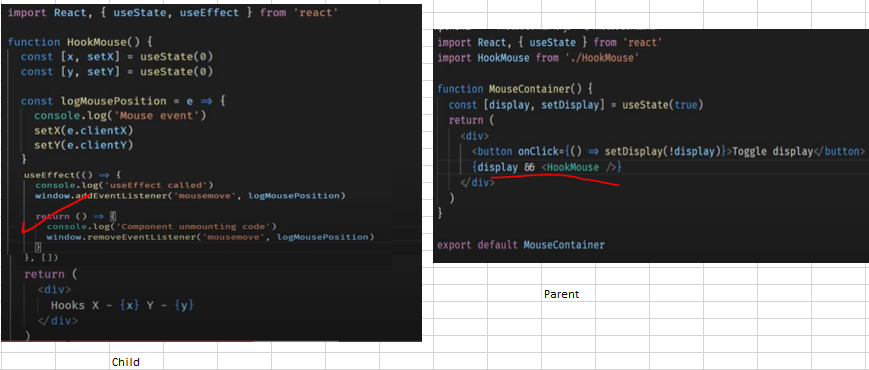 import React, { useState, useEffect } from 'react'
function HookMouse() {
const [x, setX] = useState(0)
const [y, setY] = useState(0)
const logMousePosition = e ⇒ {
console.log('Mouse event')
setX(e.clientX)
setY(e.clientY)
}
useEffect(() ⇒ {
console.log('useEffect called')
window.addEventListener('mousemove', logMousePosition)
return () ⇒ {
console.log('Component unmounting code')
window.removeEventListener('mousemove', logMousePosition)
}
}, [])
return (
<div>
Hooks X - {x} Y - {y}
</div>
)
Child
import React, { useState } from 'react'
import HookMouse from './HookMouse'
function MouseContainer() {
const [display, setDisplay] = useState(true)
return (
<div>
<button onClick={() ⇒ setDisplay(!display)}>Toggle display</button>
{display && <HookMouse />}
</div>
)
}
export default MouseContainer
Parent